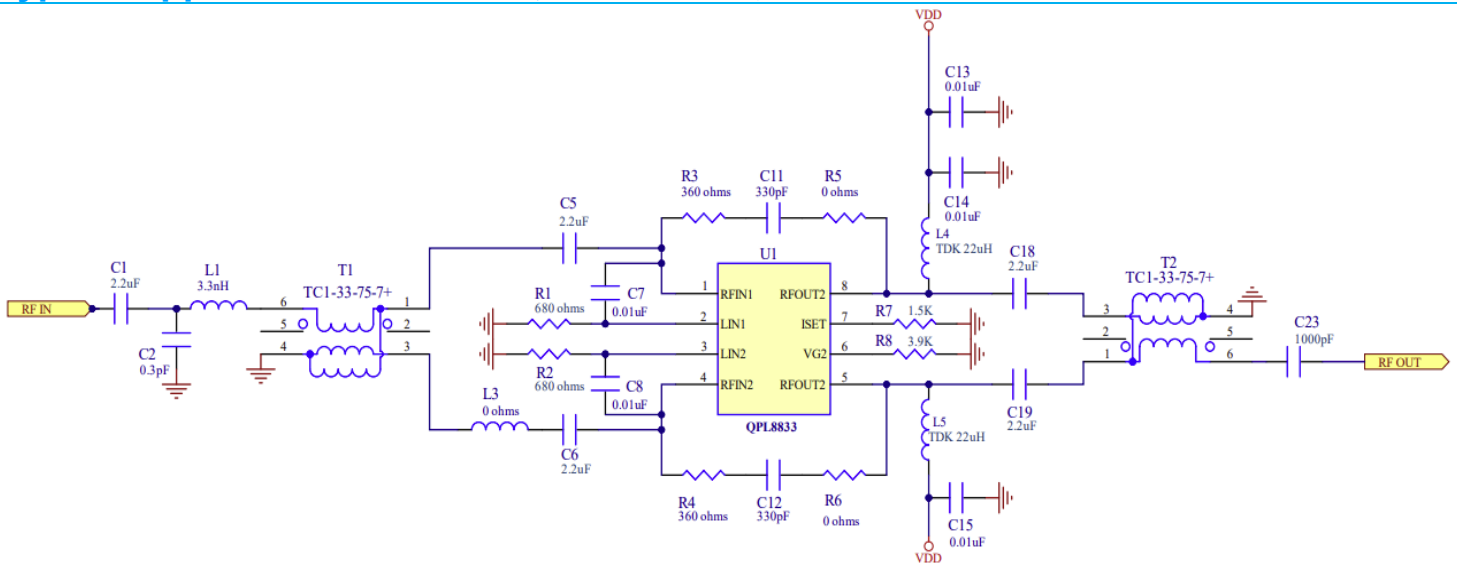 VDD
C13
0.01uF
C14
0.01uF
L4
TDK 22uH
R3
360 ohms
C11
330pF
R5
0 ohms
C5
2.2uF
U1
C18
2.2uF
T2
TC1-33-75-7+
C1
2.2uF
L1
3.3nH
T1
TC1-33-75-7+
RF IN
6
1
5
2
4
3
C2
0.3pF
R1
680 ohms
C7
0.01uF
R2
680 ohms
C8
0.01uF
1
RFIN1
RFOUT2
8
2
LIN1
ISET
7
3
LIN2
VG2
6
4
RFIN2
RFOUT2
5
QPL8833
R7
1.5K
R8
3.9K
3
4
2
5
1
6
C23
1000pF
RF OUT
L3
0 ohms
C6
2.2uF
C19
2.2uF
L5
TDK 22uH
R4
360 ohms
C12
330pF
R6
0 ohms
C15
0.01uF
VDD